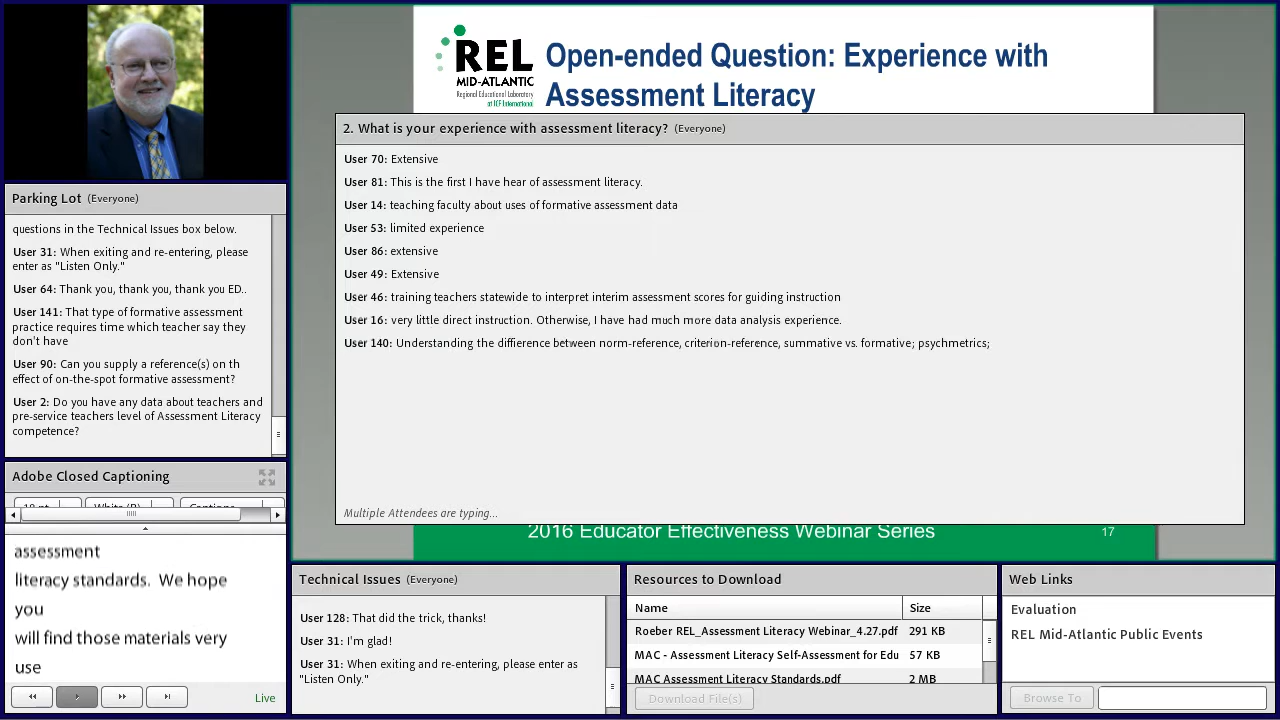 REL
MID-ATLANTIC
Regional Educational Laboratory
at ICF International
Open-ended Question: Experience with
Assessment Literacy
2. What is your experience with assessment literacy? (Everyone)
User 70: Extensive
User 81: This is the first I have hear of assessment literacy.
User 14: teaching faculty about uses of formative assessment data
User 53: limited experience
User 86: extensive
User 49: Extensive
User 46: training teachers statewide to interpret interim assessment scores for guiding instruction
User 16: very little direct instruction. Otherwise, I have had much more data analysis experience.
User 140: Understanding the diffierence between norm-reference, criterion-reference, summative vs. formative; psychmetrics;
Multiple Attendees are typing...
2016 Educator Effectiveness Webinar Series
17
Parking Lot (Everyone)
questions in the Technical Issues box below.
User 31: When exiting and re-entering, please
enter as "Listen Only."
User 64: Thank you, thank you, thank you ED..
User 141: That type of formative assessment
practice requires time which teacher say they
don't have
User 90: Can you supply a reference(s) on th
effect of on-the-spot formative assessment?
User 2: Do you have any data about teachers and
pre-service teachers level of Assessment Literacy
competence?
Adobe Closed Captioning
18 pt
White (B)
Captions
assessment
literacy standards. We hope
you
will find those materials very
use
Live
Technical Issues (Everyone)
User 128: That did the trick, thanks!
User 31: I'm glad!
User 31: When exiting and re-entering, please enter as
"Listen Only."
Resources to Download
Name Size
Roeber REL_Assessment Literacy Webinar_4.27.pdf 291 KB
MAC - Assessment Literacy Self-Assessment for Edu 57 KB
MAC Assessment Literacy Standards.pdf 2 MB
Download File(s)
Web Links
Evaluation
REL Mid-Atlantic Public Events
Browse To